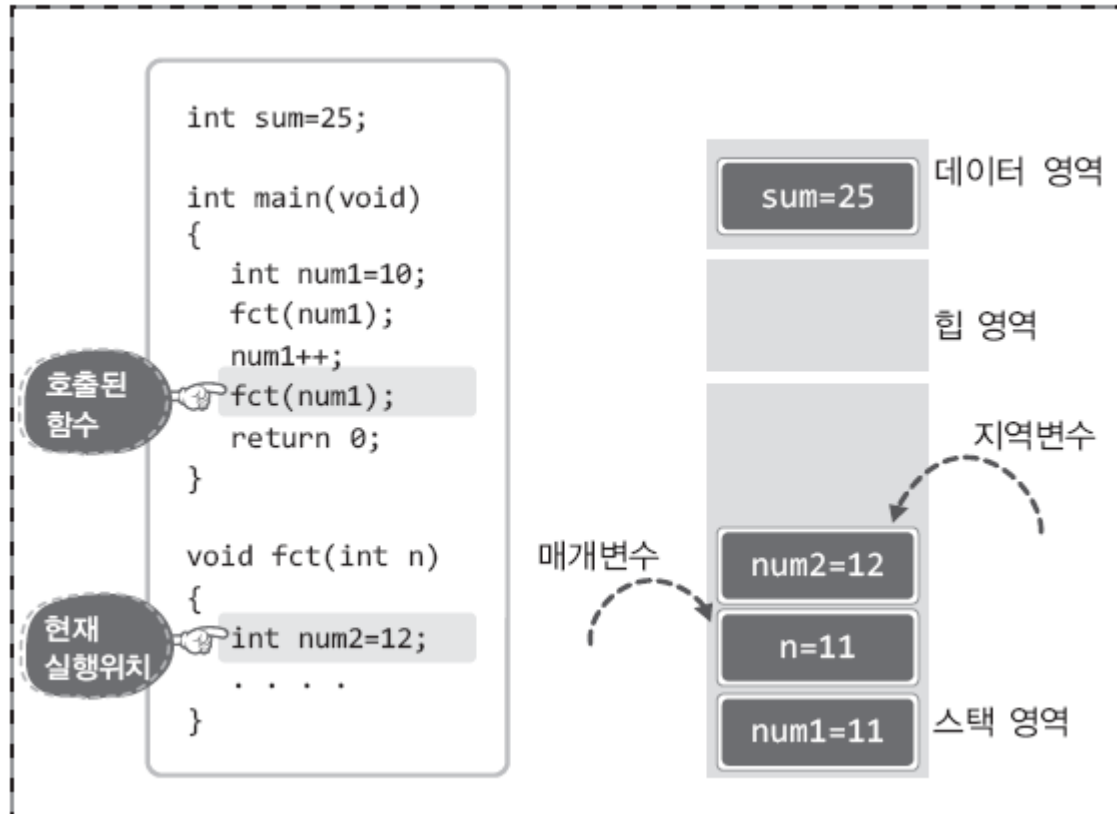 int sum=25;
int main(void)
{
int num1=10;
fct(num1);
num1++;
fct(num1);
return 0;
}
void fct(int n)
{
int num2=12;
. . . .
}
호출된
함수
현재
실행위치
sum=25
데이터 영역
힙 영역
지역변수
매개변수
num2=12
n=11
num1=11
스택 영역